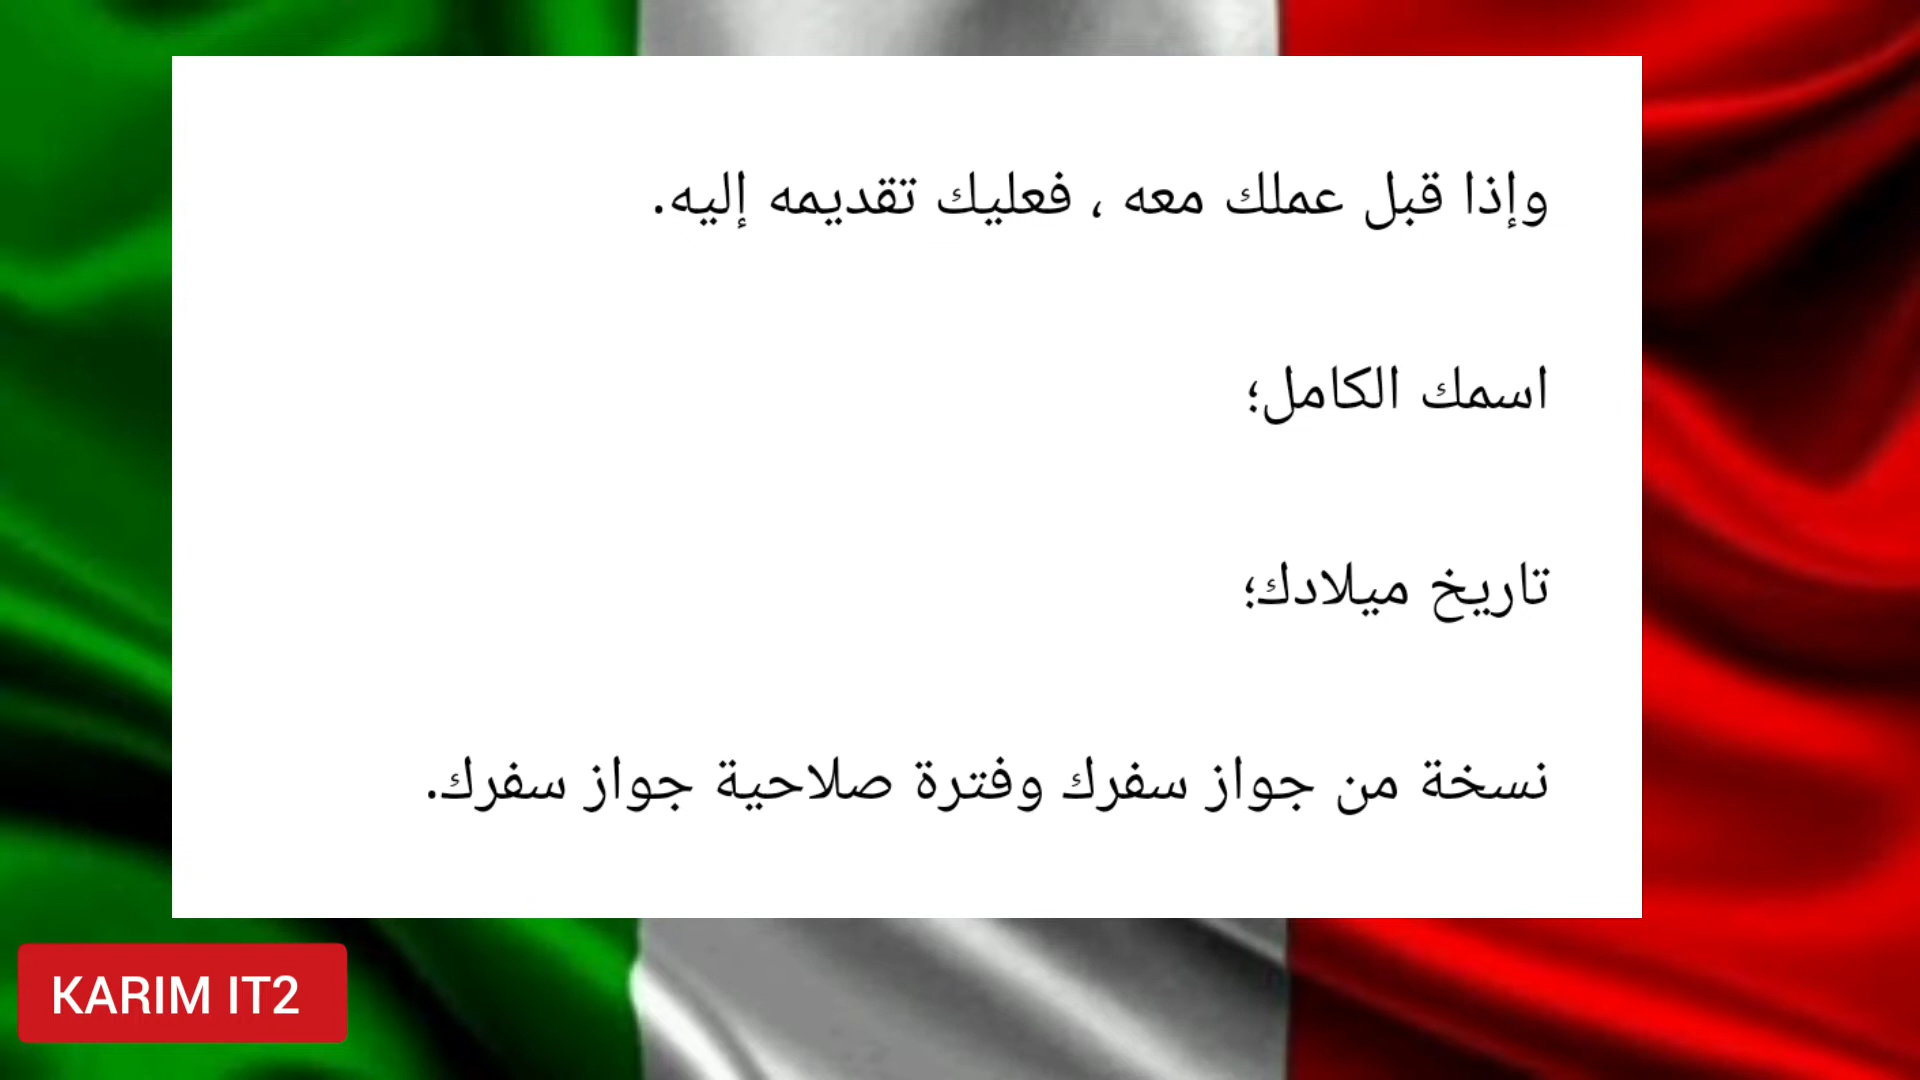 وإذا قبل عملك معه ، فعليك تقديمه إليه.
اسمك الكامل؛
تاريخ ميلادك؛
نسخة من جواز سفرك وفترة صلاحية جواز سفرك.
KARIM IT2